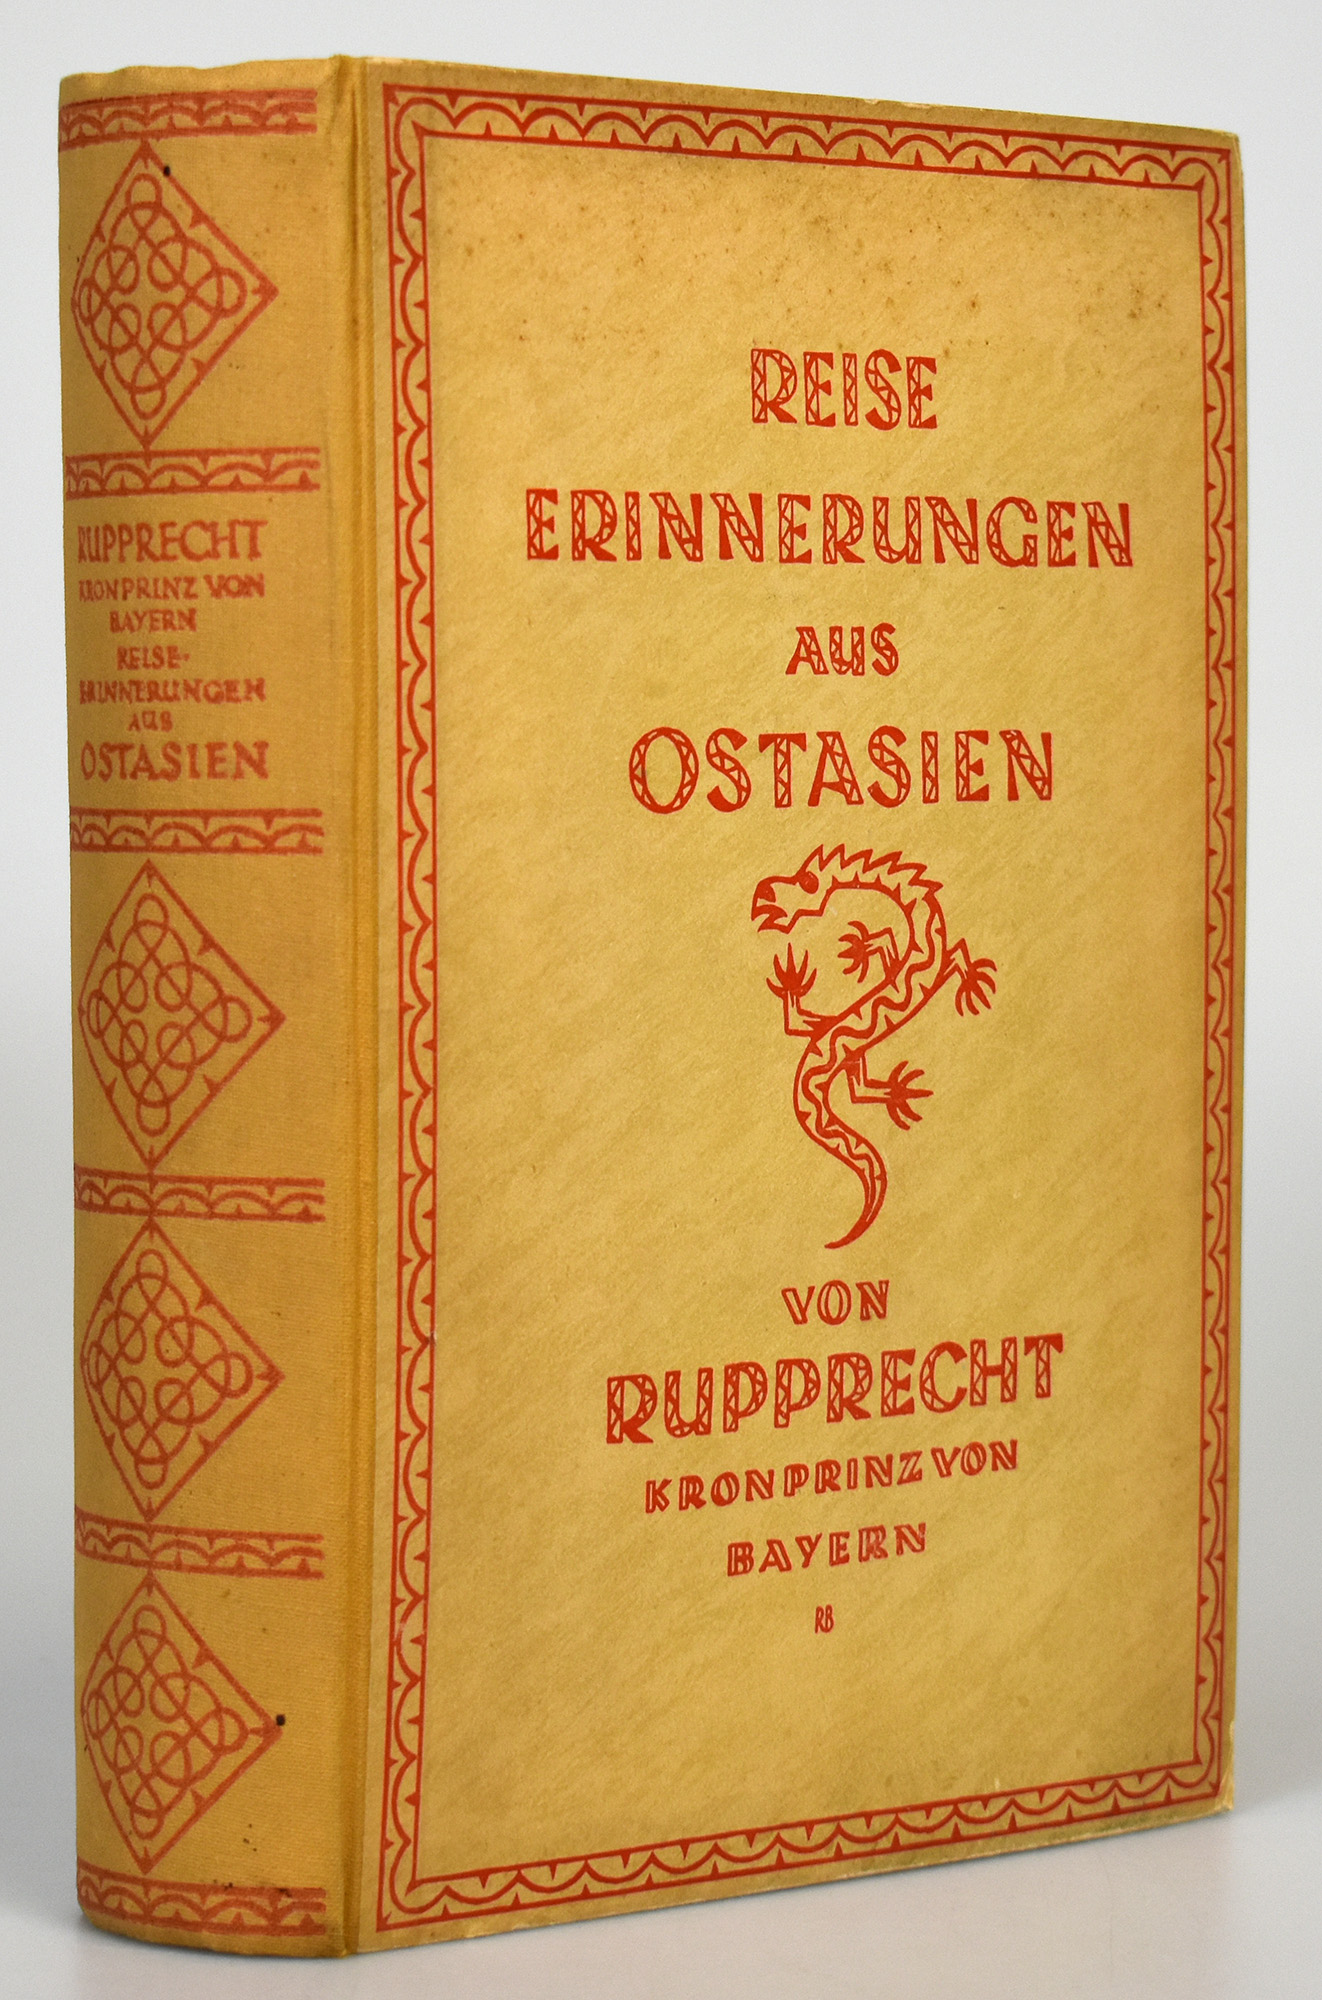 RUPPRECHT
KRONPRINZ VON
BAYERN
REISE-
ERINNERUNGEN
AUS
OSTASIEN
REISE
ERINNERUNGEN
AUS
OSTASIEN
VON
RUPPRECHT
KRONPRINZ VON
BAYERN
RB